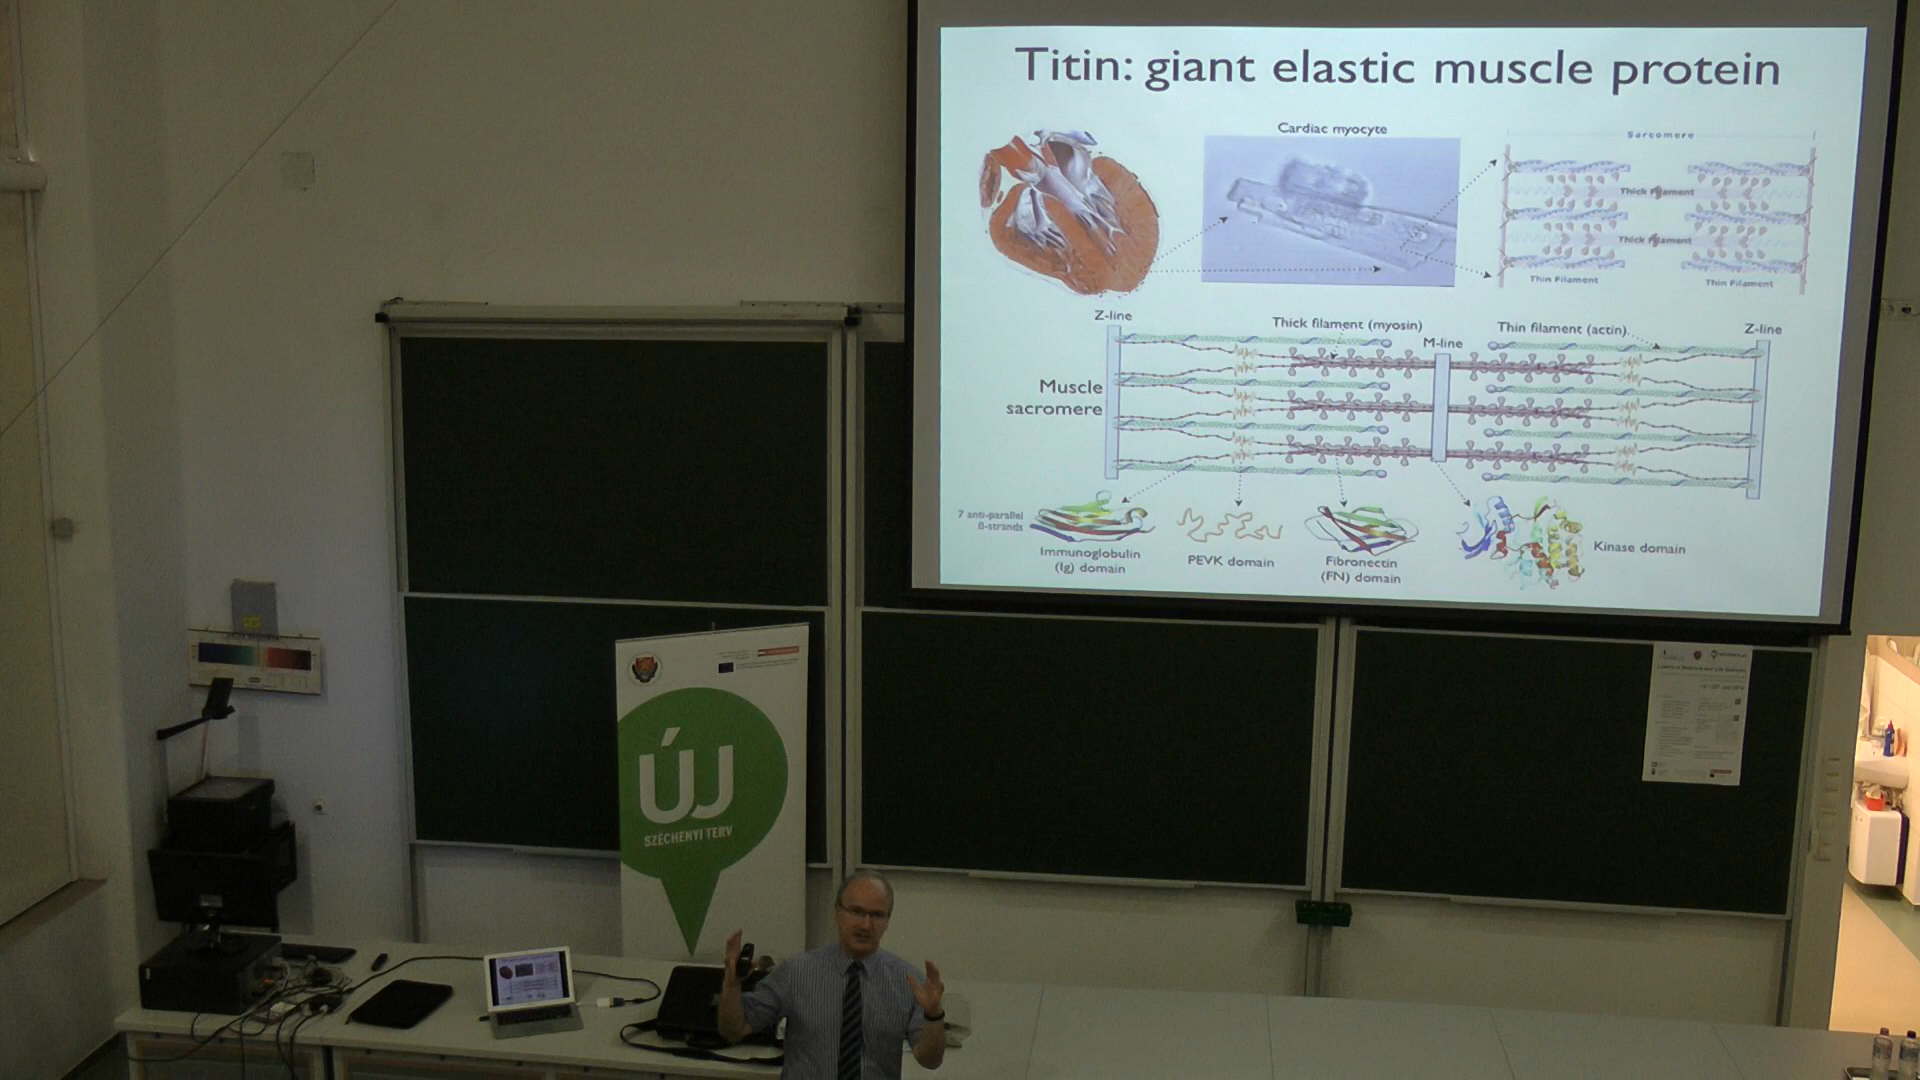 Titin: giant elastic muscle protein
Cardiac myocyte
Sarcomere
Thick Filament
Thick Filament
Thin Filament
Thin Filament
Z-line
Thick filament (myosin)
M-line
Thin filament (actin)
Z-line
Muscle
sacromere
7 anti-parallel
β-strands
Immunoglobulin
(Ig) domain
PEVK domain
Fibronectin
(FN) domain
Kinase domain
ÚJ
SZÉCHENYI TERV